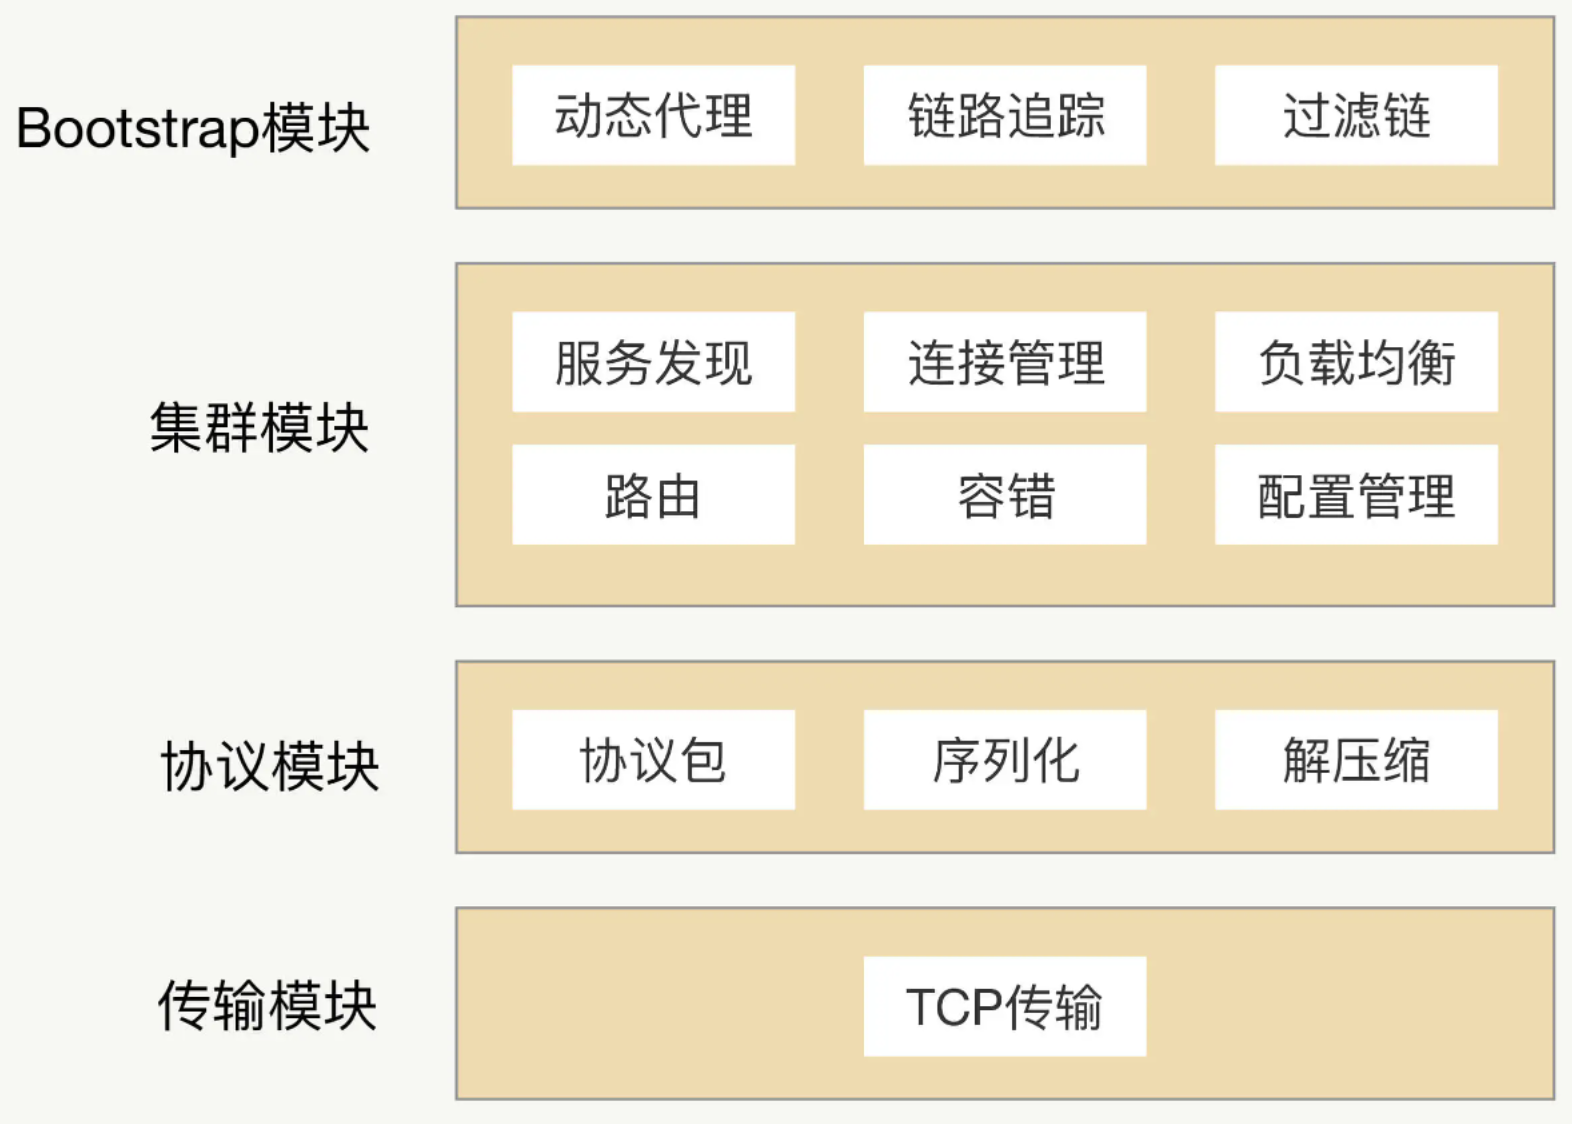 Bootstrap模块
动态代理
链路追踪
过滤链
集群模块
服务发现
连接管理
负载均衡
路由
容错
配置管理
协议模块
协议包
序列化
解压缩
传输模块
TCP传输